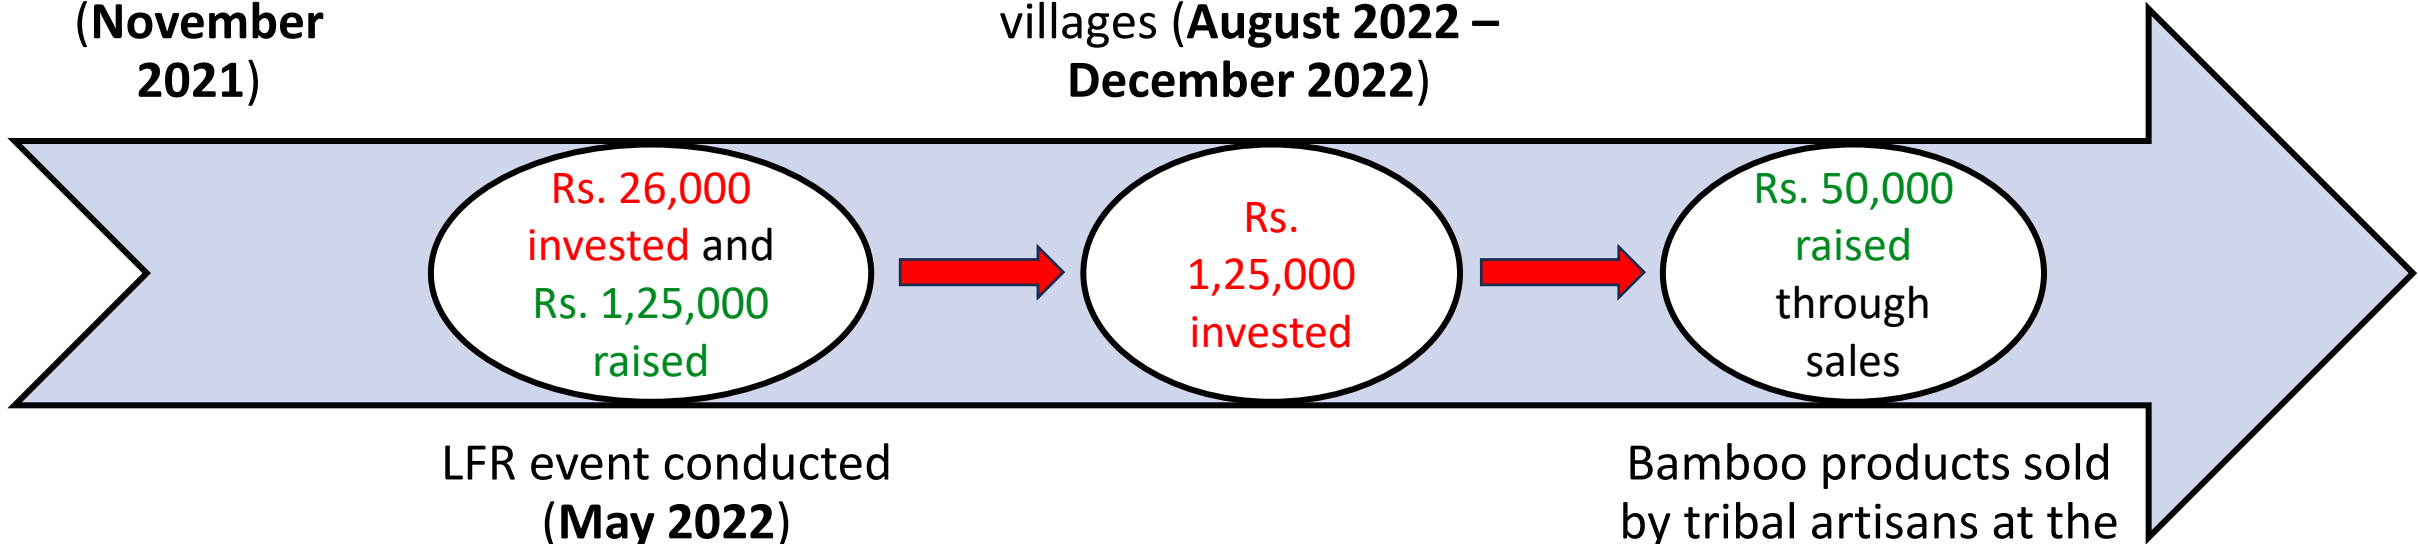 (November
2021)
villages (August 2022 –
December 2022)
Rs. 26,000
invested and
Rs. 1,25,000
raised
Rs.
1,25,000
invested
Rs. 50,000
raised
through
sales
LFR event conducted
(May 2022)
Bamboo products sold
by tribal artisans at the